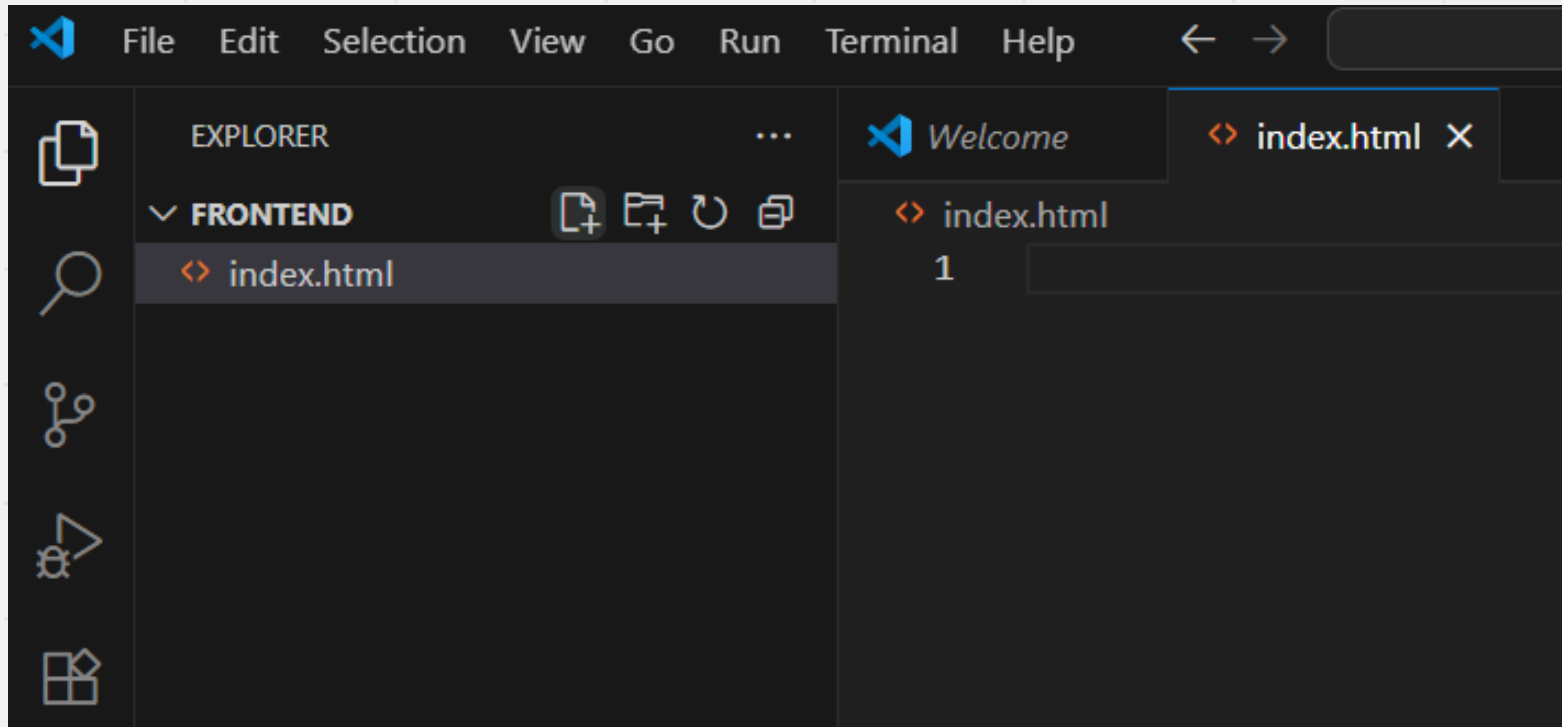 File Edit Selection View Go Run Terminal Help
EXPLORER
FRONTEND
index.html
Welcome
index.html
index.html
1